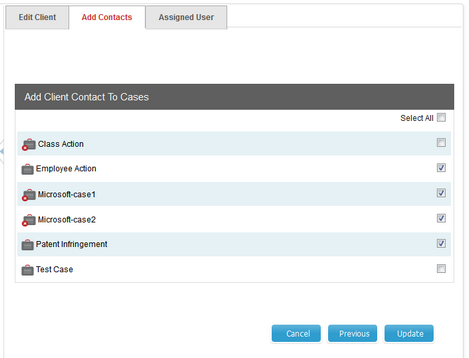 Edit Client
Add Contacts
Assigned User
Add Client Contact To Cases
Select All
Class Action
Employee Action
Microsoft-case1
Microsoft-case2
Patent Infringement
Test Case
Cancel
Previous
Update